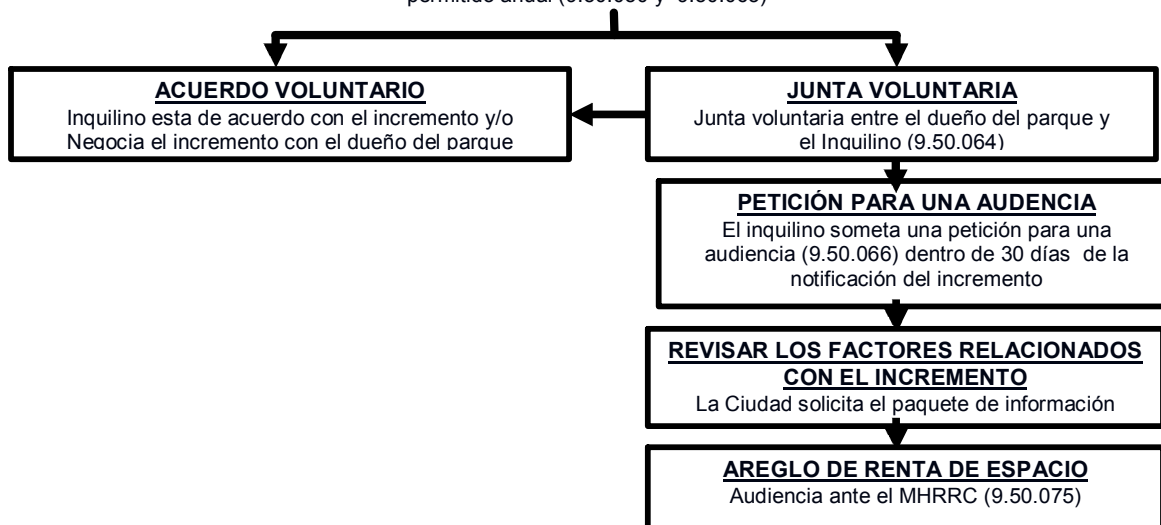 ACUERDO VOLUNTARIO
Inquilino esta de acuerdo con el incremento y/o
Negocia el incremento con el dueño del parque
JUNTA VOLUNTARIA
Junta voluntaria entre el dueño del parque y
el Inquilino (9.50.064)
PETICIÓN PARA UNA AUDENCIA
El inquilino someta una petición para una
audiencia (9.50.066) dentro de 30 días de la
notificación del incremento
REVISAR LOS FACTORES RELACIONADOS
CON EL INCREMENTO
La Ciudad solicita el paquete de información
AREGLO DE RENTA DE ESPACIO
Audiencia ante el MHRRC (9.50.075)